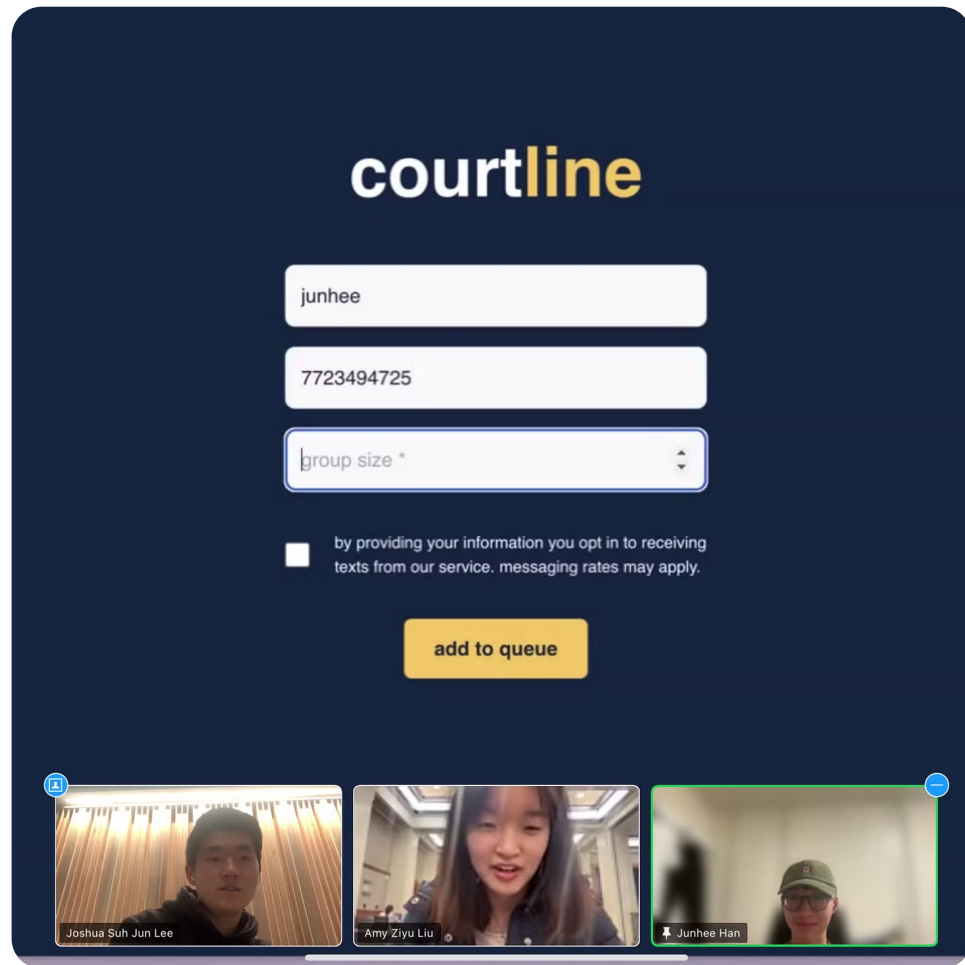 courtline
junhee
7723494725
group size *
by providing your information you opt in to receiving
texts from our service. messaging rates may apply.
add to queue
Joshua Suh Jun Lee
Amy Ziyu Liu
Junhee Han